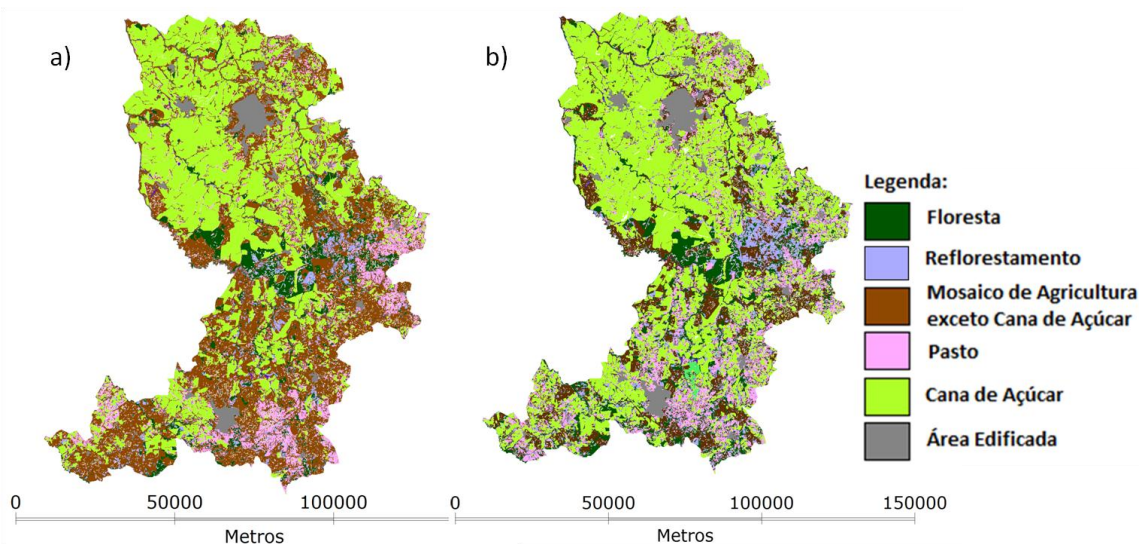 a)
b)
Legenda:
Floresta
Reflorestamento
Mosaico de Agricultura
exceto Cana de Açúcar
Pasto
Cana de Açúcar
Área Edificada
0 50000 100000
Metros
0 50000 100000 150000
Metros